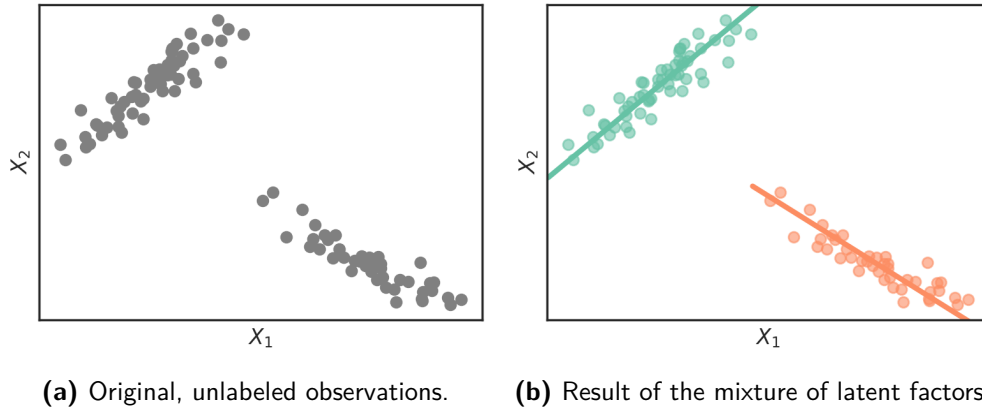 X2
X1
X2
X1
(a) Original, unlabeled observations.
(b) Result of the mixture of latent factors